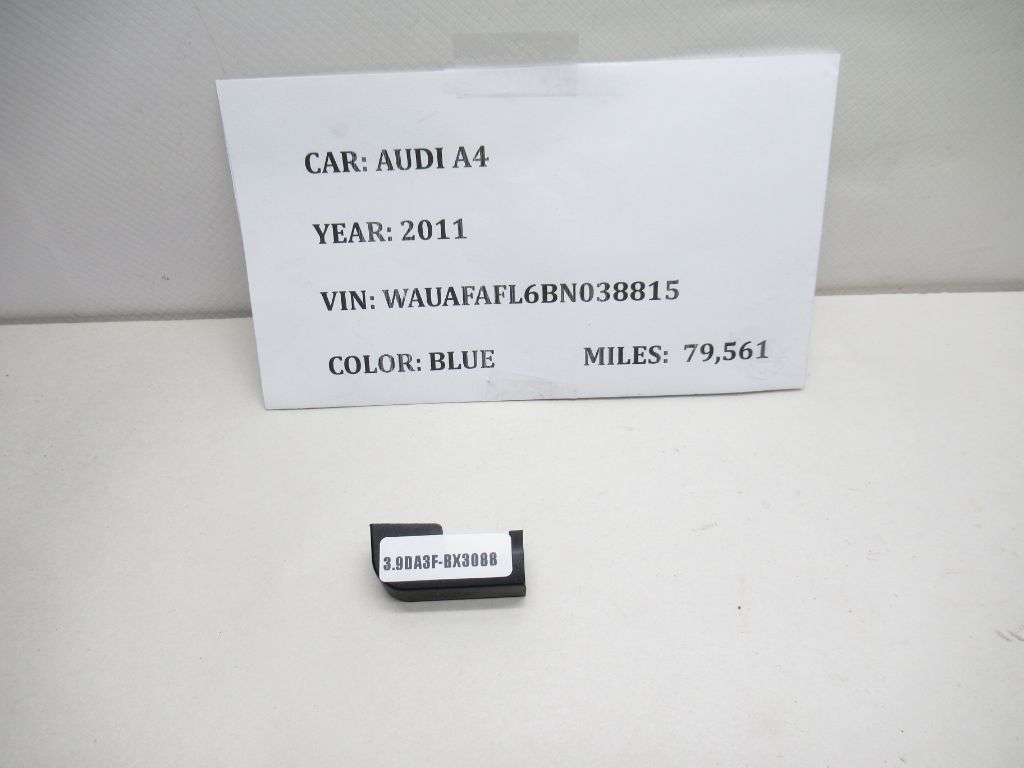 CAR: AUDI A4
YEAR: 2011
VIN: WAUAFAFL6BN038815
COLOR: BLUE MILES: 79,561
3.9DA3F-BX3088